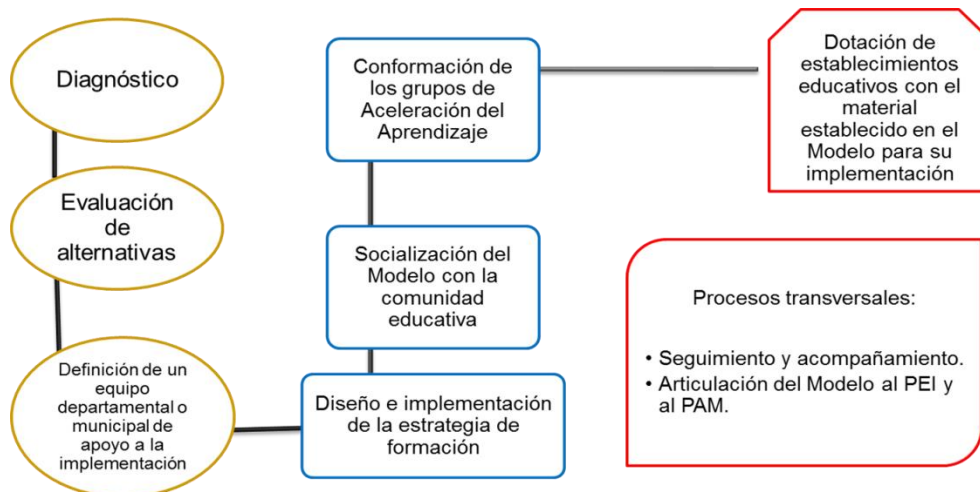 Diagnóstico
Evaluación
de
alternativas
Definición de un
equipo
departamental o
municipal de
apoyo a la
implementación
Diseño e implementación
de la estrategia de
formación
Socialización del
Modelo con la
comunidad
educativa
Conformación de
los grupos de
Aceleración del
Aprendizaje
Dotación de
establecimientos
educativos con el
material
establecido en el
Modelo para su
implementación
Procesos transversales:
• Seguimiento y acompañamiento.
• Articulación del Modelo al PEI y
al PAM.